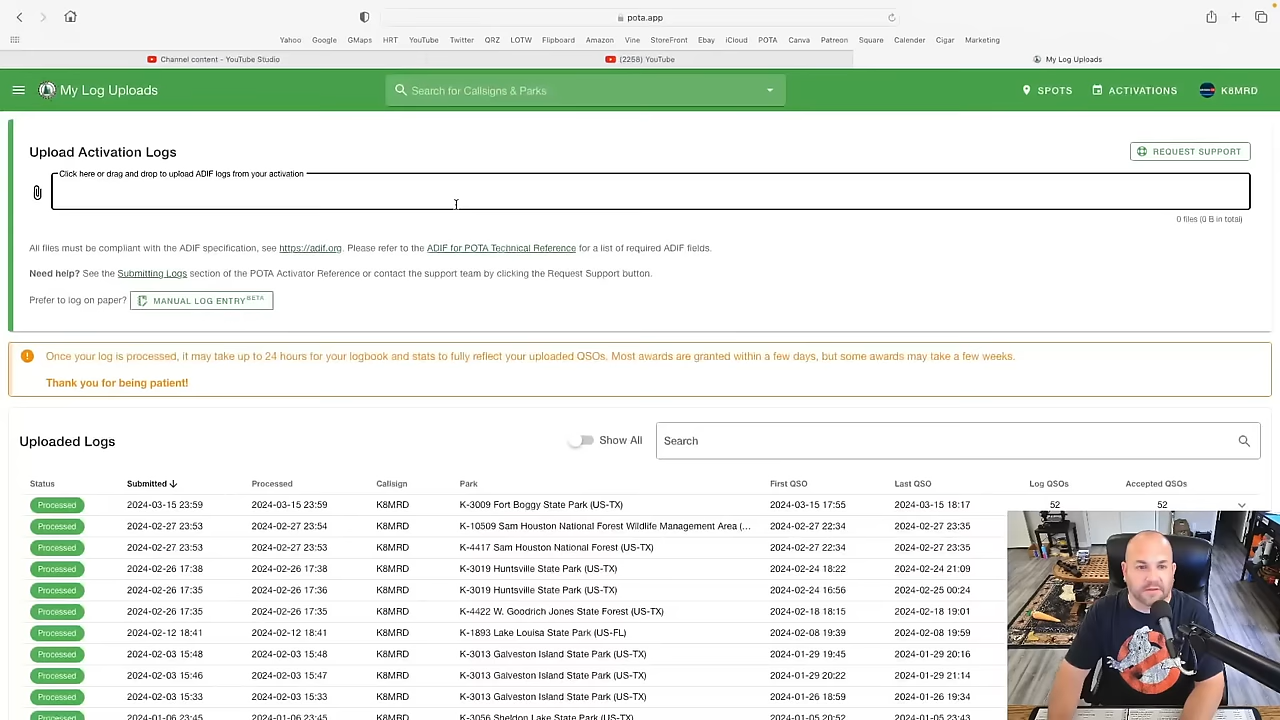 pota.app
Yahoo Google GMaps HRT YouTube Twitter QRZ LOTW Flipboard Amazon Vine StoreFront Ebay iCloud POTA Canva Patreon Square Calender Cigar Marketing
Channel content - YouTube Studio
(2258) YouTube
My Log Uploads
My Log Uploads
Search for Callsigns & Parks
SPOTS
ACTIVATIONS
K8MRD
Upload Activation Logs
REQUEST SUPPORT
Click here or drag and drop to upload ADIF logs from your activation
0 files (0 B in total)
All files must be compliant with the ADIF specification, see https://adif.org. Please refer to the ADIF for POTA Technical Reference for a list of required ADIF fields.
Need help? See the Submitting Logs section of the POTA Activator Reference or contact the support team by clicking the Request Support button.
Prefer to log on paper? MANUAL LOG ENTRY BETA
Once your log is processed, it may take up to 24 hours for your logbook and stats to fully reflect your uploaded QSOs. Most awards are granted within a few days, but some awards may take a few weeks.
Thank you for being patient!
Uploaded Logs
Show All
Search
Status Submitted Processed Callsign Park First QSO Last QSO Log QSOs Accepted QSOs
Processed 2024-03-15 23:59 2024-03-15 23:59 K8MRD K-3009 Fort Boggy State Park (US-TX) 2024-03-15 17:55 2024-03-15 18:17 52 52
Processed 2024-02-27 23:53 2024-02-27 23:54 K8MRD K-10509 Sam Houston National Forest Wildlife Management Area (... 2024-02-27 22:34 2024-02-27 23:35
Processed 2024-02-27 23:53 2024-02-27 23:53 K8MRD K-4417 Sam Houston National Forest (US-TX) 2024-02-27 22:34 2024-02-27 23:35
Processed 2024-02-26 17:38 2024-02-26 17:38 K8MRD K-3019 Huntsville State Park (US-TX) 2024-02-24 18:22 2024-02-24 21:09
Processed 2024-02-26 17:35 2024-02-26 17:36 K8MRD K-3019 Huntsville State Park (US-TX) 2024-02-24 16:56 2024-02-25 00:24
Processed 2024-02-26 17:35 2024-02-26 17:35 K8MRD K-4422 W. Goodrich Jones State Forest (US-TX) 2024-02-18 18:15 2024-02-18 19:01
Processed 2024-02-12 18:41 2024-02-12 18:41 K8MRD K-1893 Lake Louisa State Park (US-FL) 2024-02-08 19:39 2024-02-08 19:59
Processed 2024-02-03 15:48 2024-02-03 15:48 K8MRD K-3013 Galveston Island State Park (US-TX) 2024-01-29 19:45 2024-01-29 20:16
Processed 2024-02-03 15:46 2024-02-03 15:47 K8MRD K-3013 Galveston Island State Park (US-TX) 2024-01-29 20:22 2024-01-29 21:14
Processed 2024-02-03 15:33 2024-02-03 15:33 K8MRD K-3013 Galveston Island State Park (US-TX) 2024-01-26 18:59 2024-01-26 19:34
Processed 2024-01-06 23:45